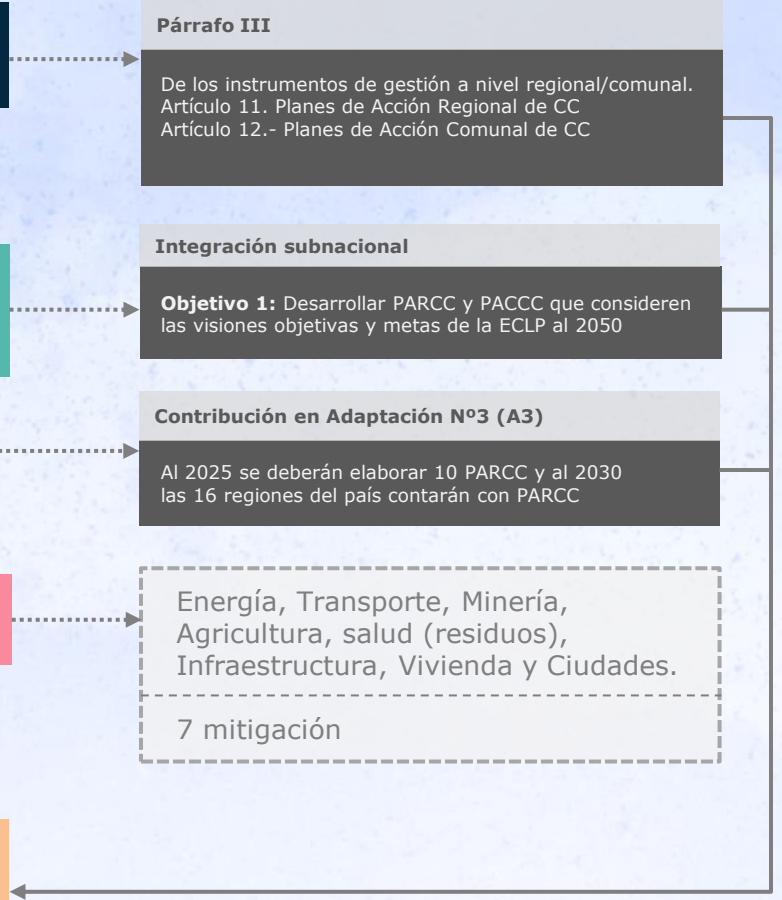 Párrafo III
De los instrumentos de gestión a nivel regional/comunal.
Artículo 11. Planes de Acción Regional de CC
Artículo 12.- Planes de Acción Comunal de CC
Integración subnacional
Objetivo 1: Desarrollar PARCC y PACCC que consideren
las visiones objetivas y metas de la ECLP al 2050
Contribución en Adaptación Nº3 (A3)
Al 2025 se deberán elaborar 10 PARCC y al 2030
las 16 regiones del país contarán con PARCC
Energía, Transporte, Minería,
Agricultura, salud (residuos),
Infraestructura, Vivienda y Ciudades.
7 mitigación